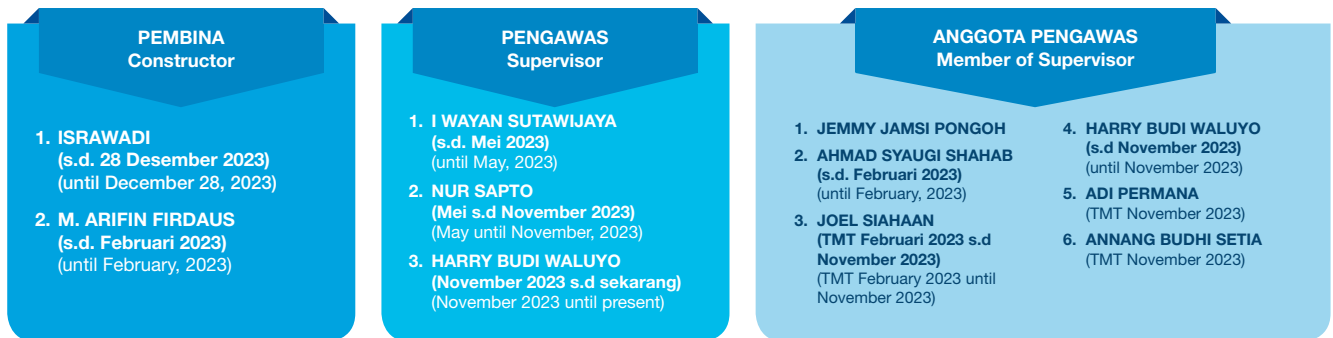 PEMBINA
Constructor
1. ISRAWADI
(s.d. 28 Desember 2023)
(until December 28, 2023)
2. M. ARIFIN FIRDAUS
(s.d. Februari 2023)
(until February, 2023)
PENGAWAS
Supervisor
1. I WAYAN SUTAWIJAYA
(s.d. Mei 2023)
(until May, 2023)
2. NUR SAPTO
(Mei s.d November 2023)
(May until November, 2023)
3. HARRY BUDI WALUYO
(November 2023 s.d sekarang)
(November 2023 until present)
ANGGOTA PENGAWAS
Member of Supervisor
1. JEMMY JAMSI PONGOH
2. AHMAD SYAUGI SHAHAB
(s.d. Februari 2023)
(until February, 2023)
3. JOEL SIAHAAN
(TMT Februari 2023 s.d
November 2023)
(TMT February 2023 until
November 2023)
4. HARRY BUDI WALUYO
(s.d November 2023)
(until November 2023)
5. ADI PERMANA
(TMT November 2023)
6. ANNANG BUDHI SETIA
(TMT November 2023)